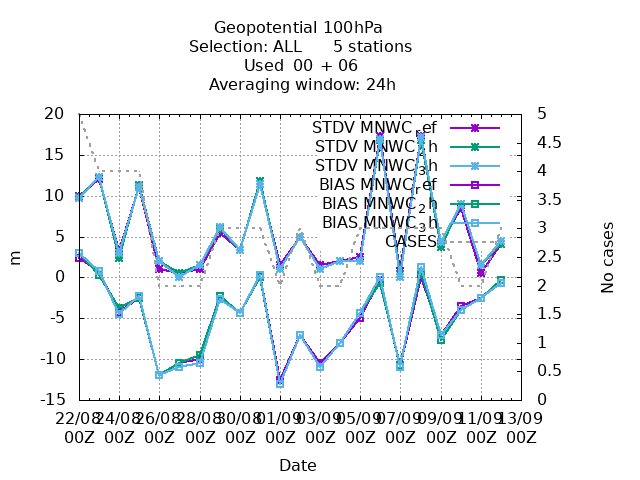 Geopotential 100hPa
Selection: ALL 5 stations
Used 00 + 06
Averaging window: 24h
STDV MNWC_ref
STDV MNWC_2h
STDV MNWC_3h
BIAS MNWC_ref
BIAS MNWC_2h
BIAS MNWC_3h
CASES
20
15
10
5
0
-5
-10
-15
m
5
4.5
4
3.5
3
2.5
2
1.5
1
0.5
0
No cases
22/08 24/08 26/08 28/08 30/08 01/09 03/09 05/09 07/09 09/09 11/09 13/09
00Z 00Z 00Z 00Z 00Z 00Z 00Z 00Z 00Z 00Z 00Z 00Z
Date